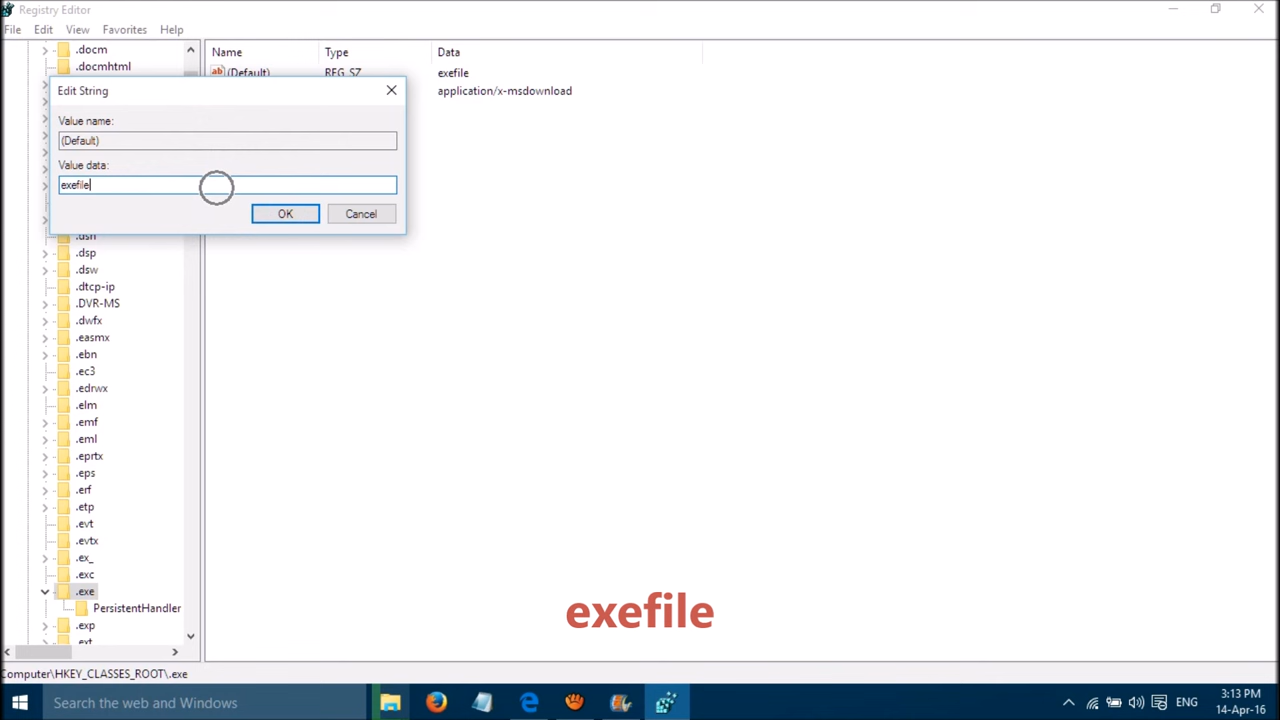 Registry Editor
File Edit View Favorites Help
.docm
.docmhtml
Name Type Data
(Default) REG_SZ exefile
application/x-msdownload
Edit String
Value name:
(Default)
Value data:
exefile
OK Cancel
.dsn
.dsp
.dsw
.dtcp-ip
.DVR-MS
.dwfx
.easmx
.ebn
.ec3
.edrwx
.elm
.emf
.eml
.eprtx
.eps
.erf
.etp
.evt
.evtx
.ex_
.exc
.exe
PersistentHandler
.exp
.ext
exefile
Computer\HKEY_CLASSES_ROOT\.exe
Search the web and Windows
ENG
3:13 PM
14-Apr-16